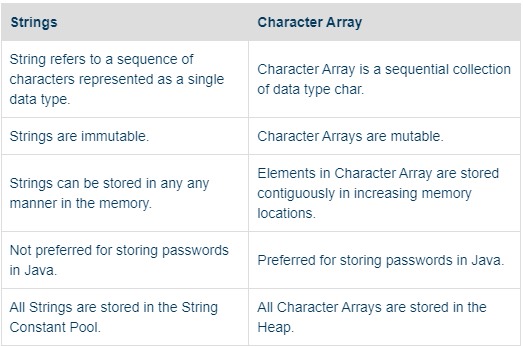 Strings Character Array
String refers to a sequence of
characters represented as a single
data type.
Character Array is a sequential collection
of data type char.
Strings are immutable.
Character Arrays are mutable.
Strings can be stored in any any
manner in the memory.
Elements in Character Array are stored
contiguously in increasing memory
locations.
Not preferred for storing passwords
in Java.
Preferred for storing passwords in Java.
All Strings are stored in the String
Constant Pool.
All Character Arrays are stored in the
Heap.